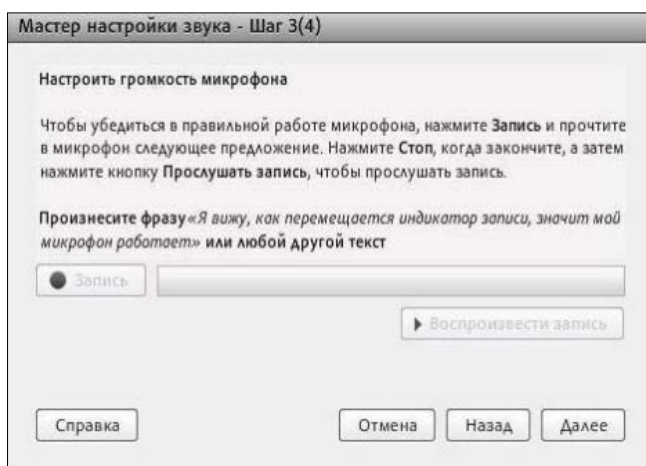 Мастер настройки звука - Шаг 3(4)
Настроить громкость микрофона
Чтобы убедиться в правильной работе микрофона, нажмите Запись и прочтите
в микрофон следующее предложение. Нажмите Стоп, когда закончите, а затем
нажмите кнопку Прослушать запись, чтобы прослушать запись.
Произнесите фразу «Я вижу, как перемещается индикатор записи, значит мой
микрофон работает» или любой другой текст
Запись
Воспроизвести запись
Справка Отмена Назад Далее